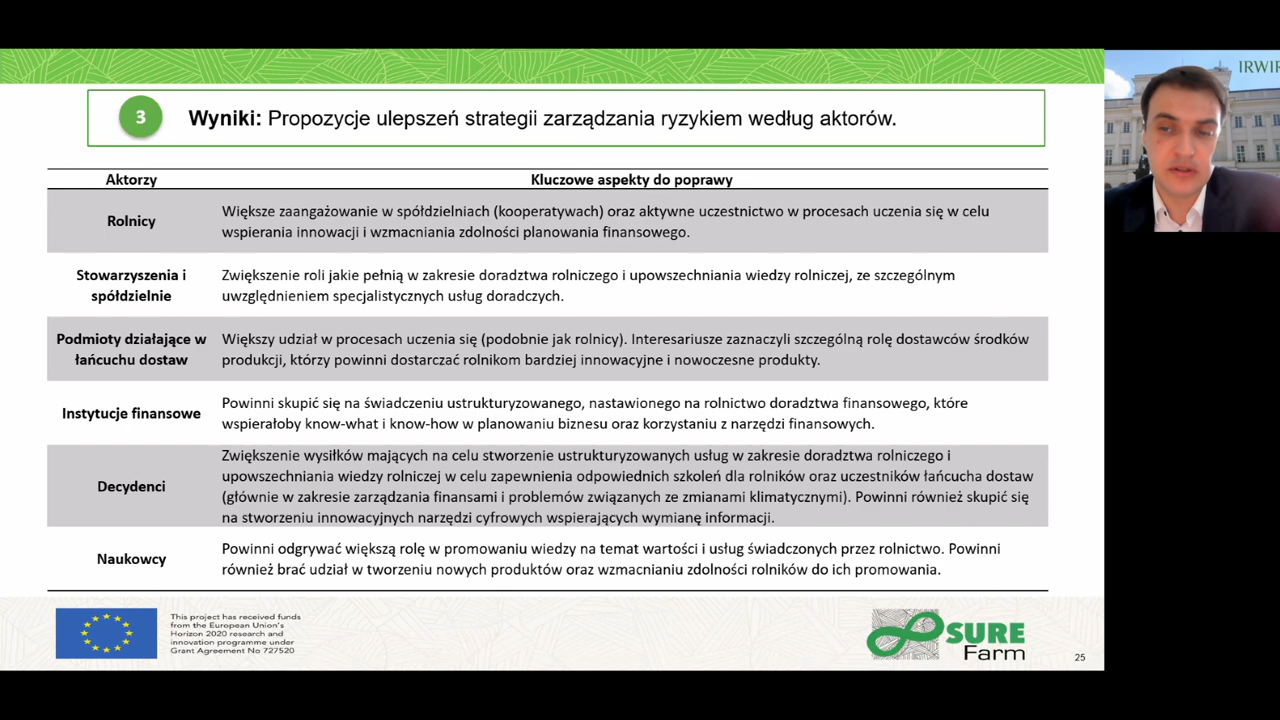 IRWIR
3
Wyniki: Propozycje ulepszeń strategii zarządzania ryzykiem według aktorów.
Aktorzy
Kluczowe aspekty do poprawy
Rolnicy
Większe zaangażowanie w spółdzielniach (kooperatywach) oraz aktywne uczestnictwo w procesach uczenia się w celu
wspierania innowacji i wzmacniania zdolności planowania finansowego.
Stowarzyszenia i
spółdzielnie
Zwiększenie roli jakie pełnią w zakresie doradztwa rolniczego i upowszechniania wiedzy rolniczej, ze szczególnym
uwzględnieniem specjalistycznych usług doradczych.
Podmioty działające w
łańcuchu dostaw
Większy udział w procesach uczenia się (podobnie jak rolnicy). Interesariusze zaznaczyli szczególną rolę dostawców środków
produkcji, którzy powinni dostarczać rolnikom bardziej innowacyjne i nowoczesne produkty.
Instytucje finansowe
Powinni skupić się na świadczeniu ustrukturyzowanego, nastawionego na rolnictwo doradztwa finansowego, które
wspierałoby know-what i know-how w planowaniu biznesu oraz korzystaniu z narzędzi finansowych.
Decydenci
Zwiększenie wysiłków mających na celu stworzenie ustrukturyzowanych usług w zakresie doradztwa rolniczego i
upowszechniania wiedzy rolniczej w celu zapewnienia odpowiednich szkoleń dla rolników oraz uczestników łańcucha dostaw
(głównie w zakresie zarządzania finansami i problemów związanych ze zmianami klimatycznymi). Powinni również skupić się
na stworzeniu innowacyjnych narzędzi cyfrowych wspierających wymianę informacji.
Naukowcy
Powinni odgrywać większą rolę w promowaniu wiedzy na temat wartości i usług świadczonych przez rolnictwo. Powinni
również brać udział w tworzeniu nowych produktów oraz wzmacnianiu zdolności rolników do ich promowania.
This project has received funds
from the European Union's
Horizon 2020 research and
innovation programme under
Grant Agreement No 727520
SURE
Farm
25